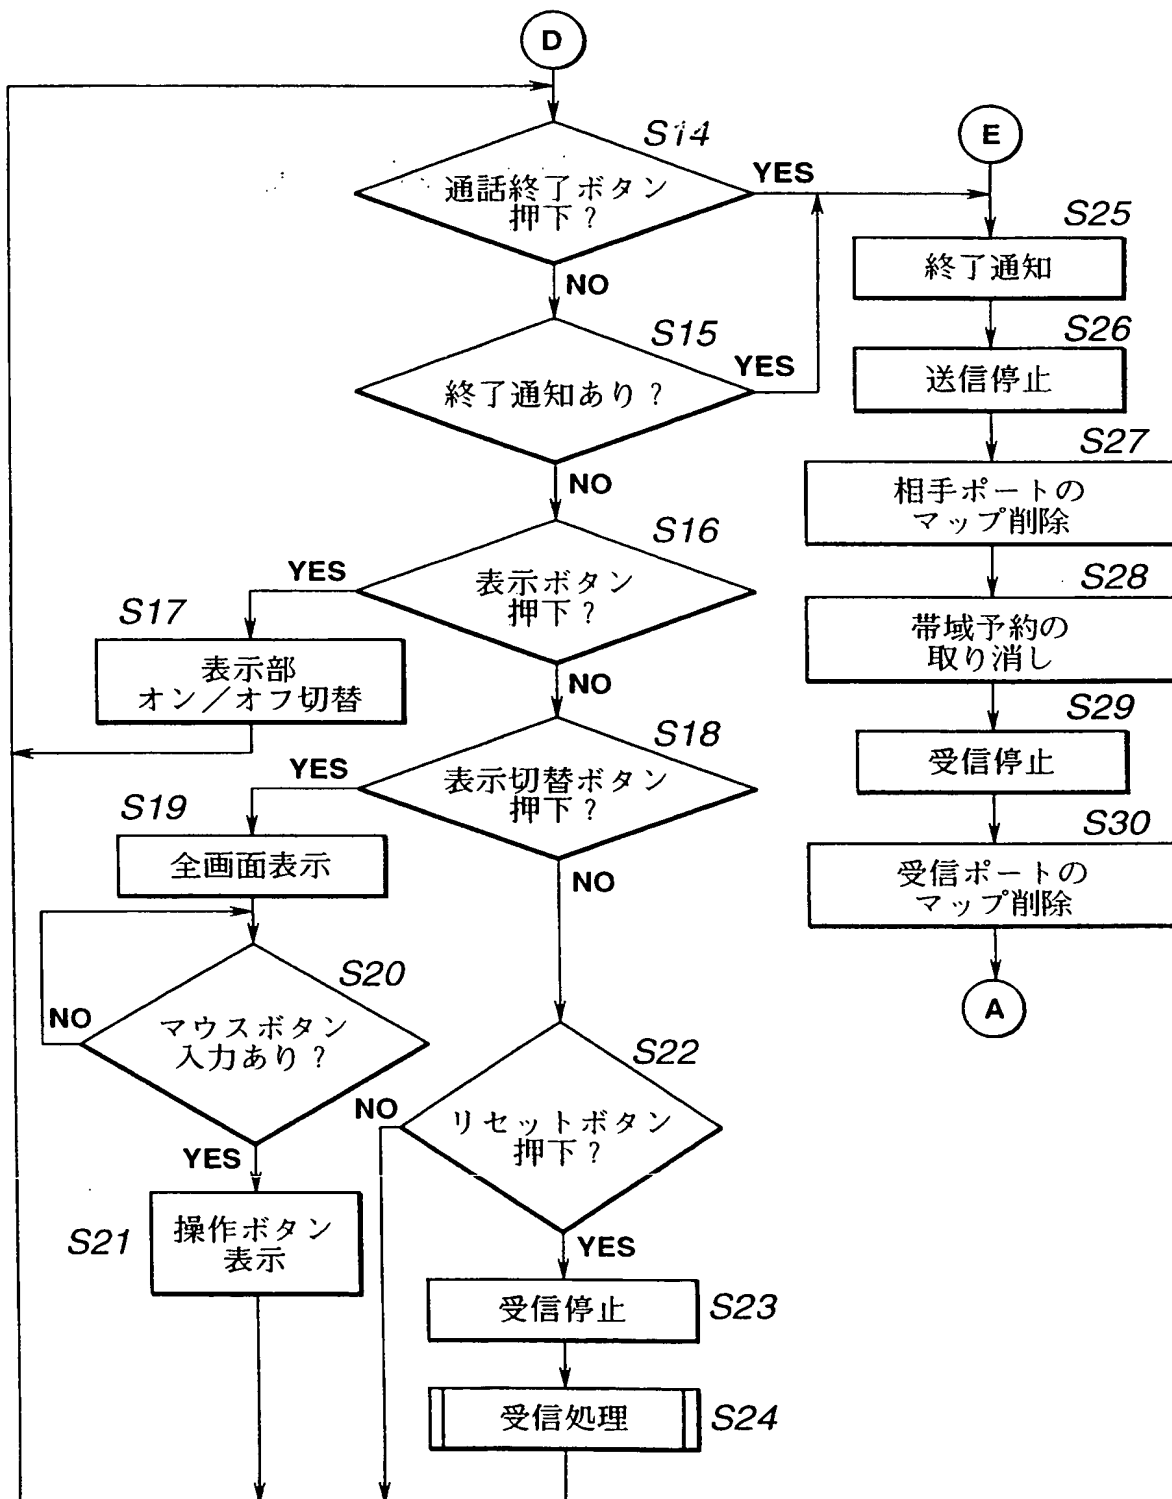 D
S14
通話終了ボタン
押下？
YES
NO
S15
終了通知あり？
YES
NO
S16
表示ボタン
押下？
YES
NO
S17
表示部
オン／オフ切替
S18
表示切替ボタン
押下？
YES
NO
S19
全画面表示
S20
マウスボタン
入力あり？
NO
YES
S21
操作ボタン
表示
S22
リセットボタン
押下？
NO
YES
S23
受信停止
S24
受信処理
E
S25
終了通知
S26
送信停止
S27
相手ポートの
マップ削除
S28
帯域予約の
取り消し
S29
受信停止
S30
受信ポートの
マップ削除
A